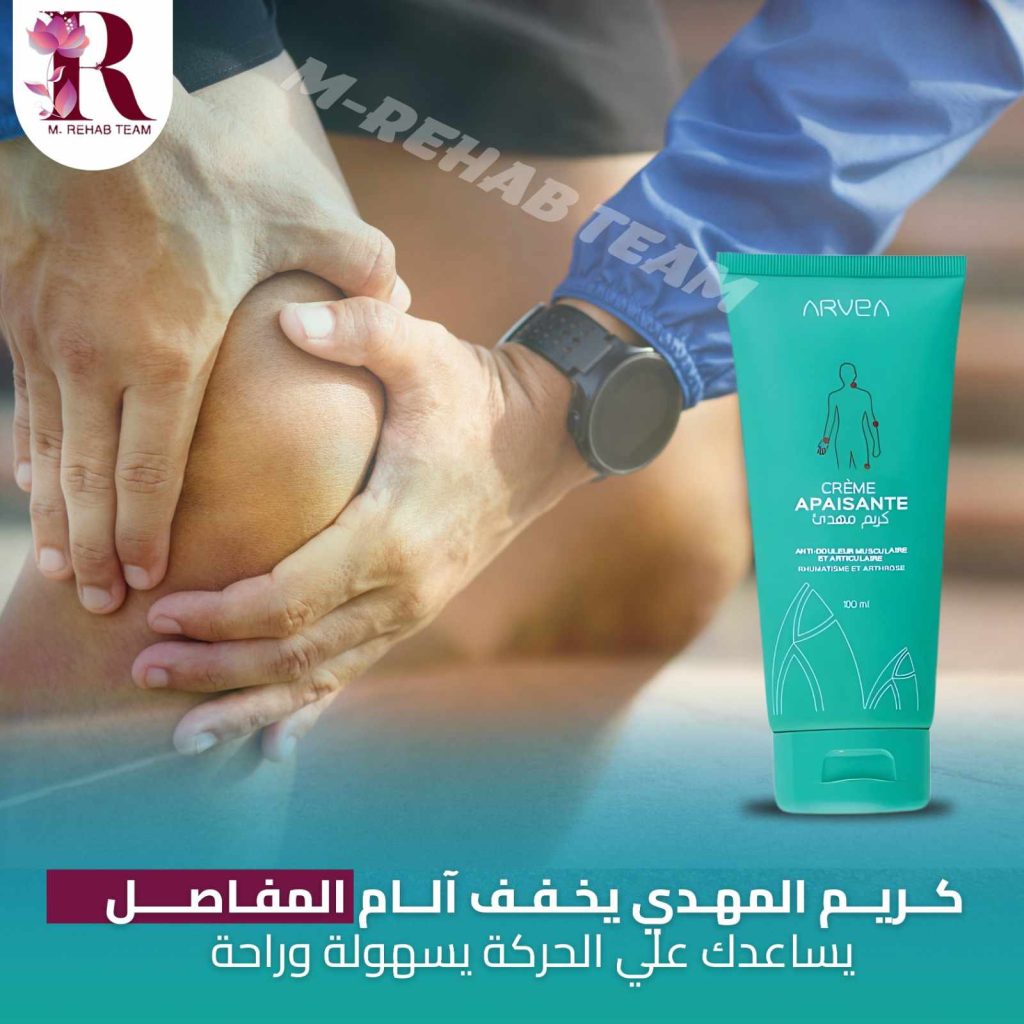 R
M- REHAB TEAM
M-REHAB TEAM
ARVEA
CRÈME
APAISANTE
كريم مهدئ
ANTI-DOULEUR MUSCULAIRE
ET ARTICULAIRE
RHUMATISME ET ARTHROSE
100 ml
كريم المهدي يخفف آلام المفاصل
يساعدك علي الحركة يسهولة وراحة